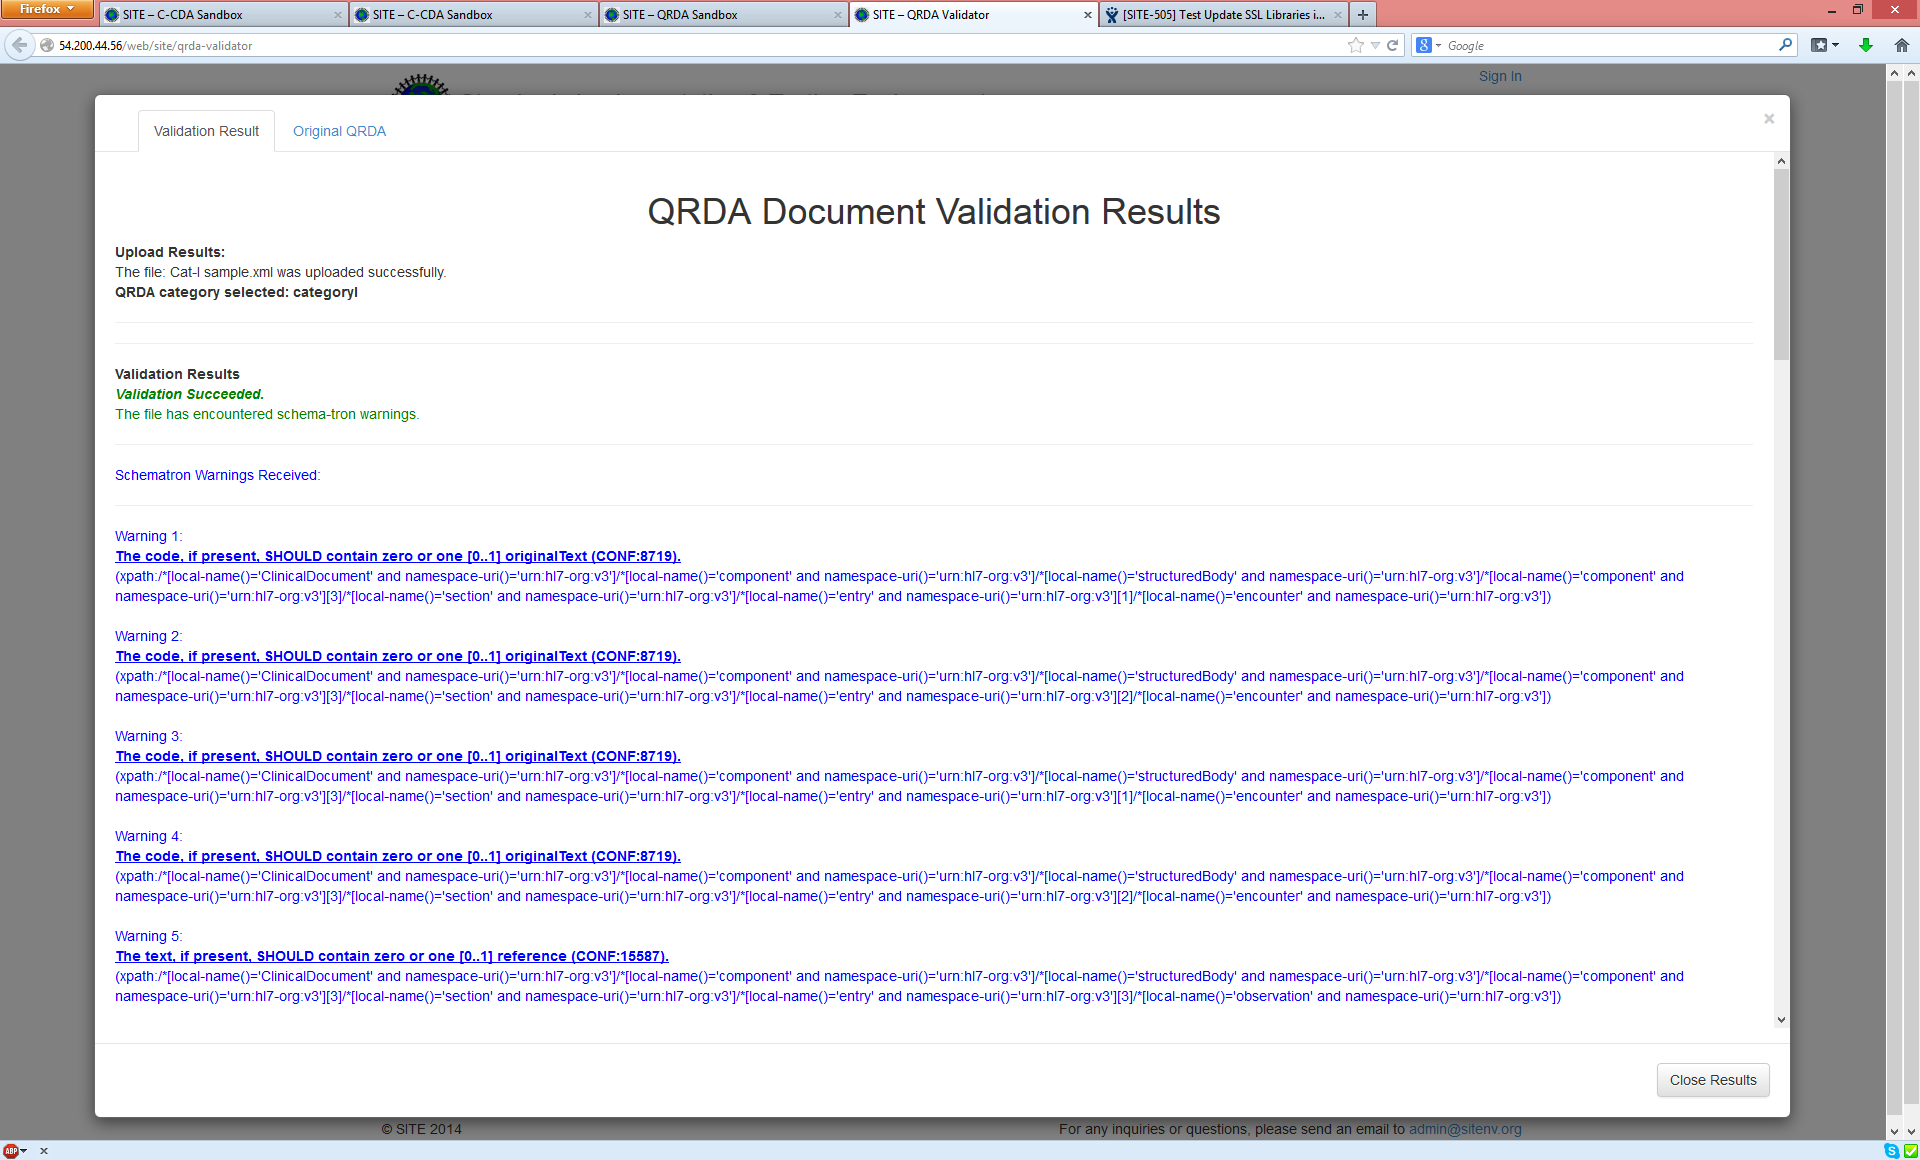 Firefox
SITE – C-CDA Sandbox
SITE – C-CDA Sandbox
SITE – QRDA Sandbox
SITE – QRDA Validator
[SITE-505] Test Update SSL Libraries i...
54.200.44.56/web/site/qrda-validator
Google
Sign In
Validation Result
Original QRDA
QRDA Document Validation Results
Upload Results:
The file: Cat-I sample.xml was uploaded successfully.
QRDA category selected: categoryI
Validation Results
Validation Succeeded.
The file has encountered schema-tron warnings.
Schematron Warnings Received:
Warning 1:
The code, if present, SHOULD contain zero or one [0..1] originalText (CONF:8719).
(xpath:/*[local-name()='ClinicalDocument' and namespace-uri()='urn:hl7-org:v3']/*[local-name()='component' and namespace-uri()='urn:hl7-org:v3']/*[local-name()='structuredBody' and namespace-uri()='urn:hl7-org:v3']/*[local-name()='component' and
namespace-uri()='urn:hl7-org:v3'][3]/*[local-name()='section' and namespace-uri()='urn:hl7-org:v3']/*[local-name()='entry' and namespace-uri()='urn:hl7-org:v3'][1]/*[local-name()='encounter' and namespace-uri()='urn:hl7-org:v3'])
Warning 2:
The code, if present, SHOULD contain zero or one [0..1] originalText (CONF:8719).
(xpath:/*[local-name()='ClinicalDocument' and namespace-uri()='urn:hl7-org:v3']/*[local-name()='component' and namespace-uri()='urn:hl7-org:v3']/*[local-name()='structuredBody' and namespace-uri()='urn:hl7-org:v3']/*[local-name()='component' and
namespace-uri()='urn:hl7-org:v3'][3]/*[local-name()='section' and namespace-uri()='urn:hl7-org:v3']/*[local-name()='entry' and namespace-uri()='urn:hl7-org:v3'][2]/*[local-name()='encounter' and namespace-uri()='urn:hl7-org:v3'])
Warning 3:
The code, if present, SHOULD contain zero or one [0..1] originalText (CONF:8719).
(xpath:/*[local-name()='ClinicalDocument' and namespace-uri()='urn:hl7-org:v3']/*[local-name()='component' and namespace-uri()='urn:hl7-org:v3']/*[local-name()='structuredBody' and namespace-uri()='urn:hl7-org:v3']/*[local-name()='component' and
namespace-uri()='urn:hl7-org:v3'][3]/*[local-name()='section' and namespace-uri()='urn:hl7-org:v3']/*[local-name()='entry' and namespace-uri()='urn:hl7-org:v3'][1]/*[local-name()='encounter' and namespace-uri()='urn:hl7-org:v3'])
Warning 4:
The code, if present, SHOULD contain zero or one [0..1] originalText (CONF:8719).
(xpath:/*[local-name()='ClinicalDocument' and namespace-uri()='urn:hl7-org:v3']/*[local-name()='component' and namespace-uri()='urn:hl7-org:v3']/*[local-name()='structuredBody' and namespace-uri()='urn:hl7-org:v3']/*[local-name()='component' and
namespace-uri()='urn:hl7-org:v3'][3]/*[local-name()='section' and namespace-uri()='urn:hl7-org:v3']/*[local-name()='entry' and namespace-uri()='urn:hl7-org:v3'][2]/*[local-name()='encounter' and namespace-uri()='urn:hl7-org:v3'])
Warning 5:
The text, if present, SHOULD contain zero or one [0..1] reference (CONF:15587).
(xpath:/*[local-name()='ClinicalDocument' and namespace-uri()='urn:hl7-org:v3']/*[local-name()='component' and namespace-uri()='urn:hl7-org:v3']/*[local-name()='structuredBody' and namespace-uri()='urn:hl7-org:v3']/*[local-name()='component' and
namespace-uri()='urn:hl7-org:v3'][3]/*[local-name()='section' and namespace-uri()='urn:hl7-org:v3']/*[local-name()='entry' and namespace-uri()='urn:hl7-org:v3'][3]/*[local-name()='observation' and namespace-uri()='urn:hl7-org:v3'])
Close Results
© SITE 2014
For any inquiries or questions, please send an email to admin@sitenv.org
ABP